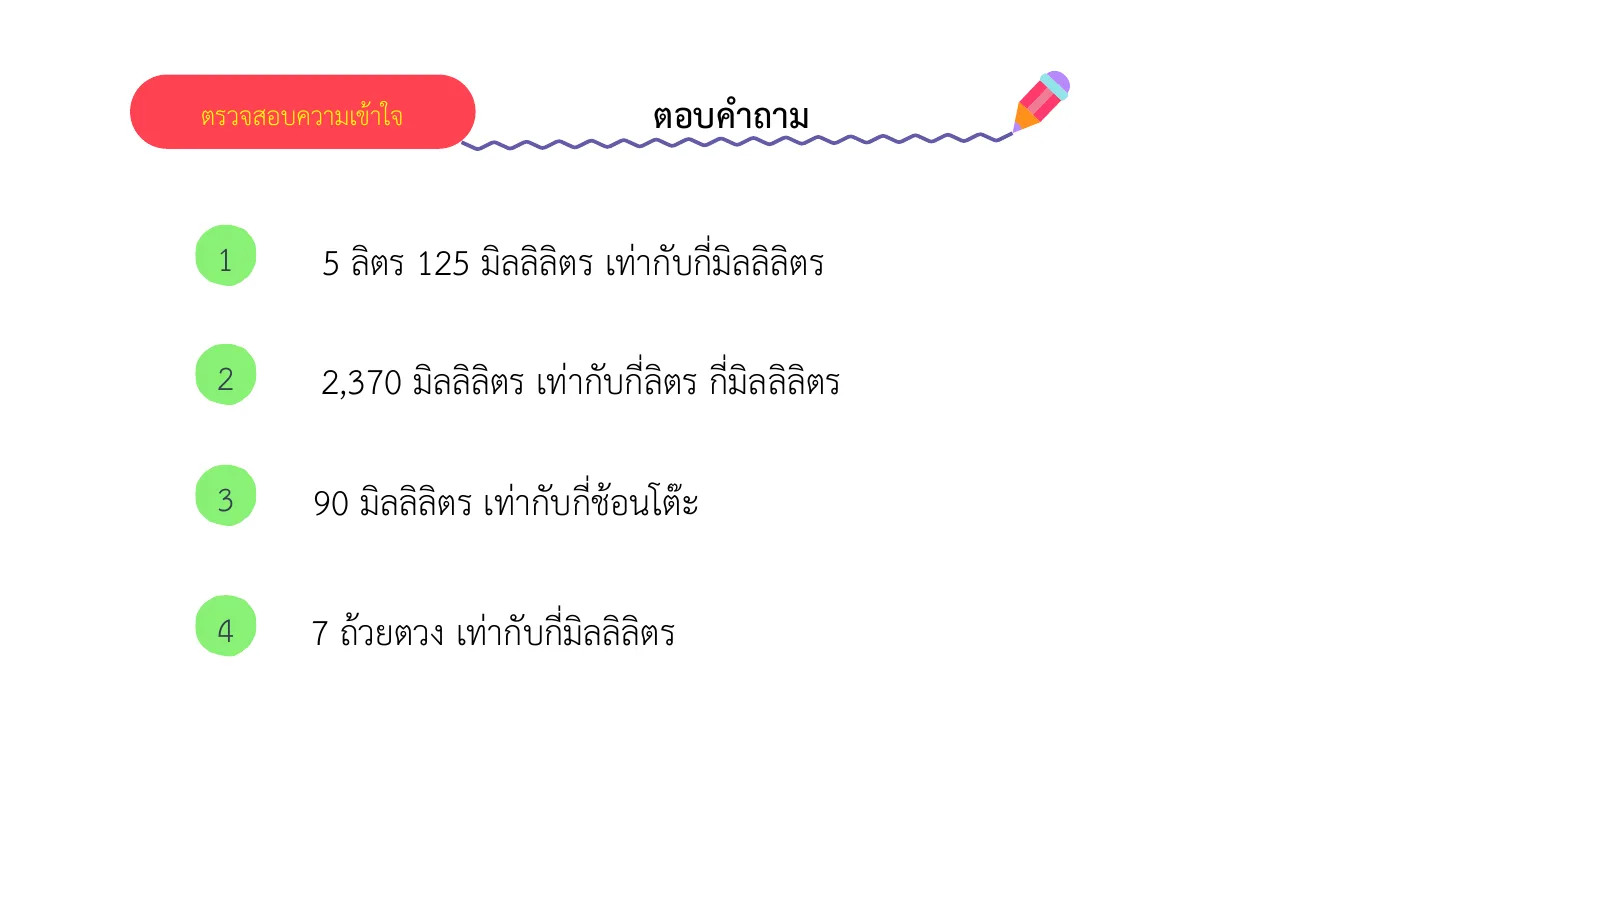 ตรวจสอบความเข้าใจ
ตอบคำถาม
1 5 ลิตร 125 มิลลิลิตร เท่ากับกี่มิลลิลิตร
2 2,370 มิลลิลิตร เท่ากับกี่ลิตร กี่มิลลิลิตร
3 90 มิลลิลิตร เท่ากับกี่ช้อนโต๊ะ
4 7 ถ้วยตวง เท่ากับกี่มิลลิลิตร